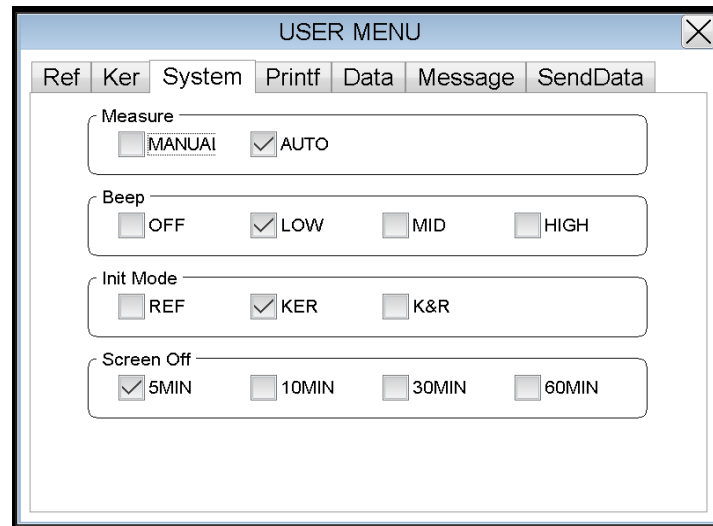 USER MENU
Ref Ker System Printf Data Message SendData
Measure
MANUAL AUTO
Beep
OFF LOW MID HIGH
Init Mode
REF KER K&R
Screen Off
5MIN 10MIN 30MIN 60MIN